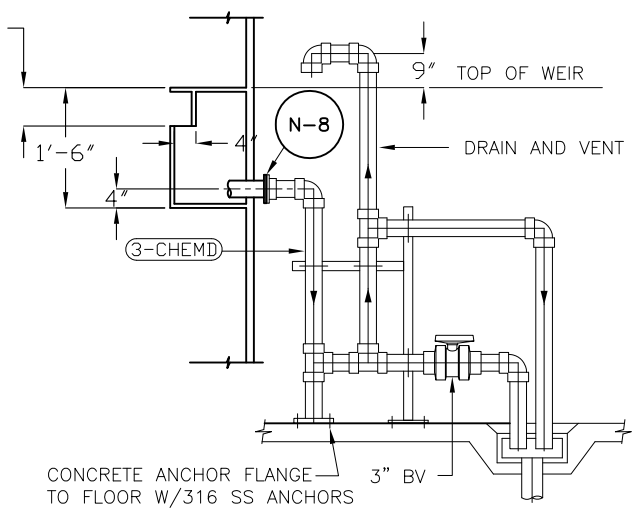 9" TOP OF WEIR
N-8
4"
DRAIN AND VENT
1'-6"
4"
3-CHEMD
CONCRETE ANCHOR FLANGE
TO FLOOR W/316 SS ANCHORS
3" BV